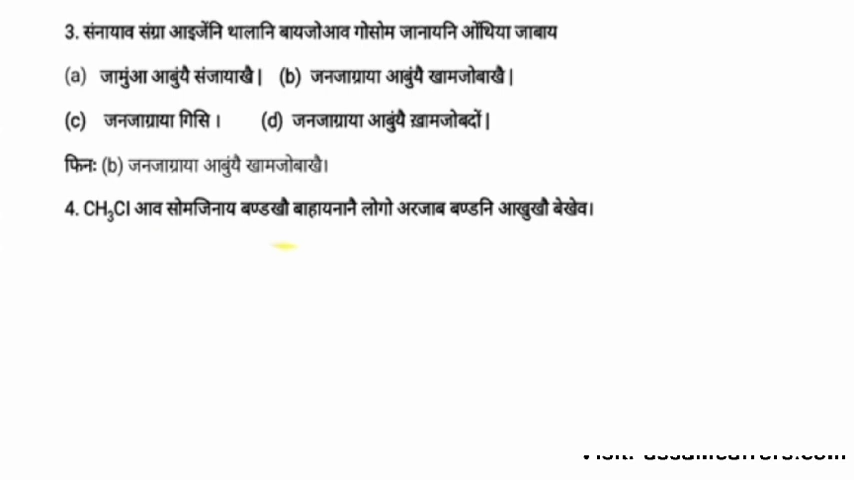 3. संनायाव संग्रा आइजेंनि थालानि बायजोआव गोसोम जानायनि ओंथिया जाबाय
(a) जामुंआ आबुंयै संजायाखै| (b) जनजाग्राया आबुंयै खामजोबाखै|
(c) जनजाग्राया गिसि । (d) जनजाग्राया आबुंयै ख़ामजोबदों|
फिनः (b) जनजाग्राया आबुंयै खामजोबाखै।
4. CH₃Cl आव सोमजिनाय बण्डखौ बाहायनानै लोगो अरजाब बण्डनि आखुखौ बेखेव।